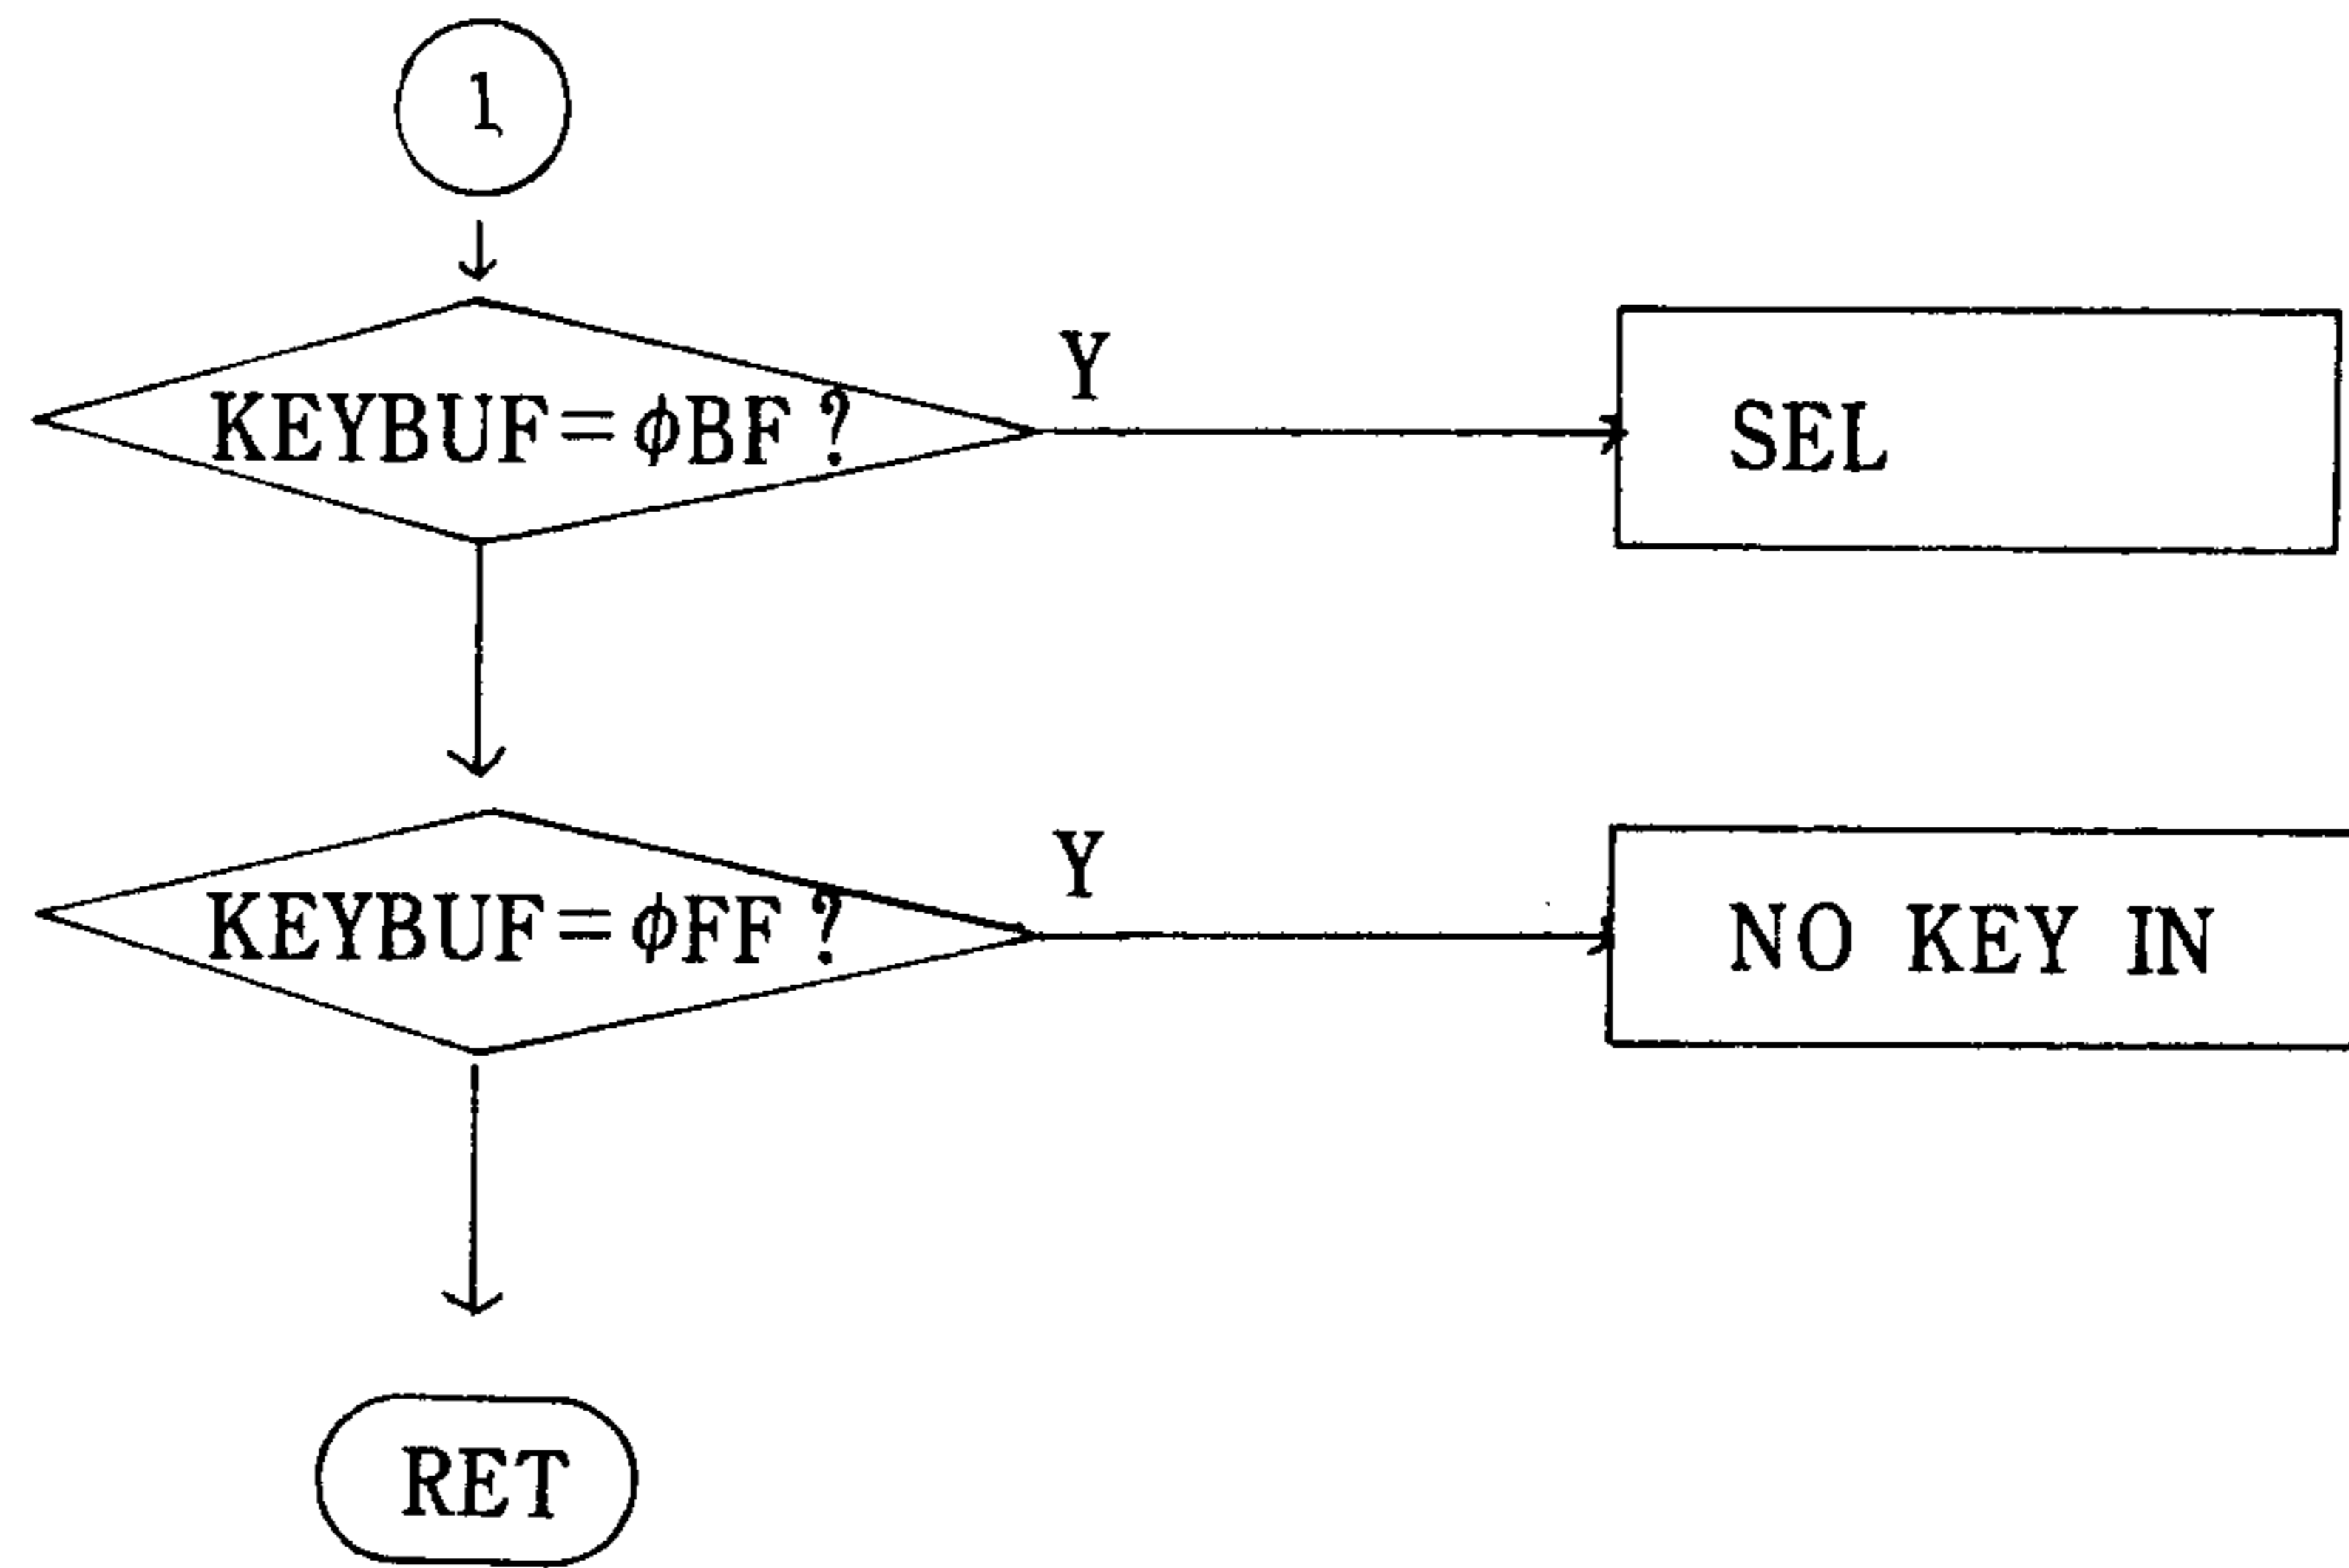 1
Y
KEYBUF=φBF?
SEL
Y
KEYBUF=φFF?
NO KEY IN
RET